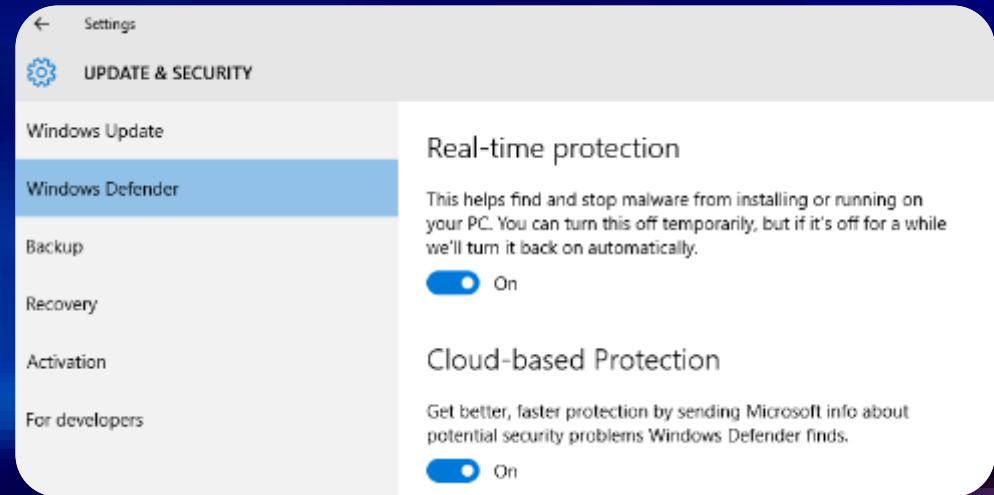 Settings
UPDATE & SECURITY
Windows Update
Windows Defender
Backup
Recovery
Activation
For developers
Real-time protection
This helps find and stop malware from installing or running on
your PC. You can turn this off temporarily, but if it's off for a while
we'll turn it back on automatically.
On
Cloud-based Protection
Get better, faster protection by sending Microsoft info about
potential security problems Windows Defender finds.
On